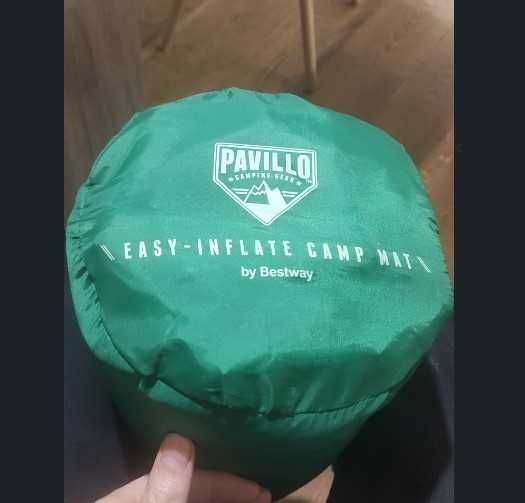 PAVILLO
CAMPING GEAR
EASY-INFLATE CAMP MAT
by Bestway